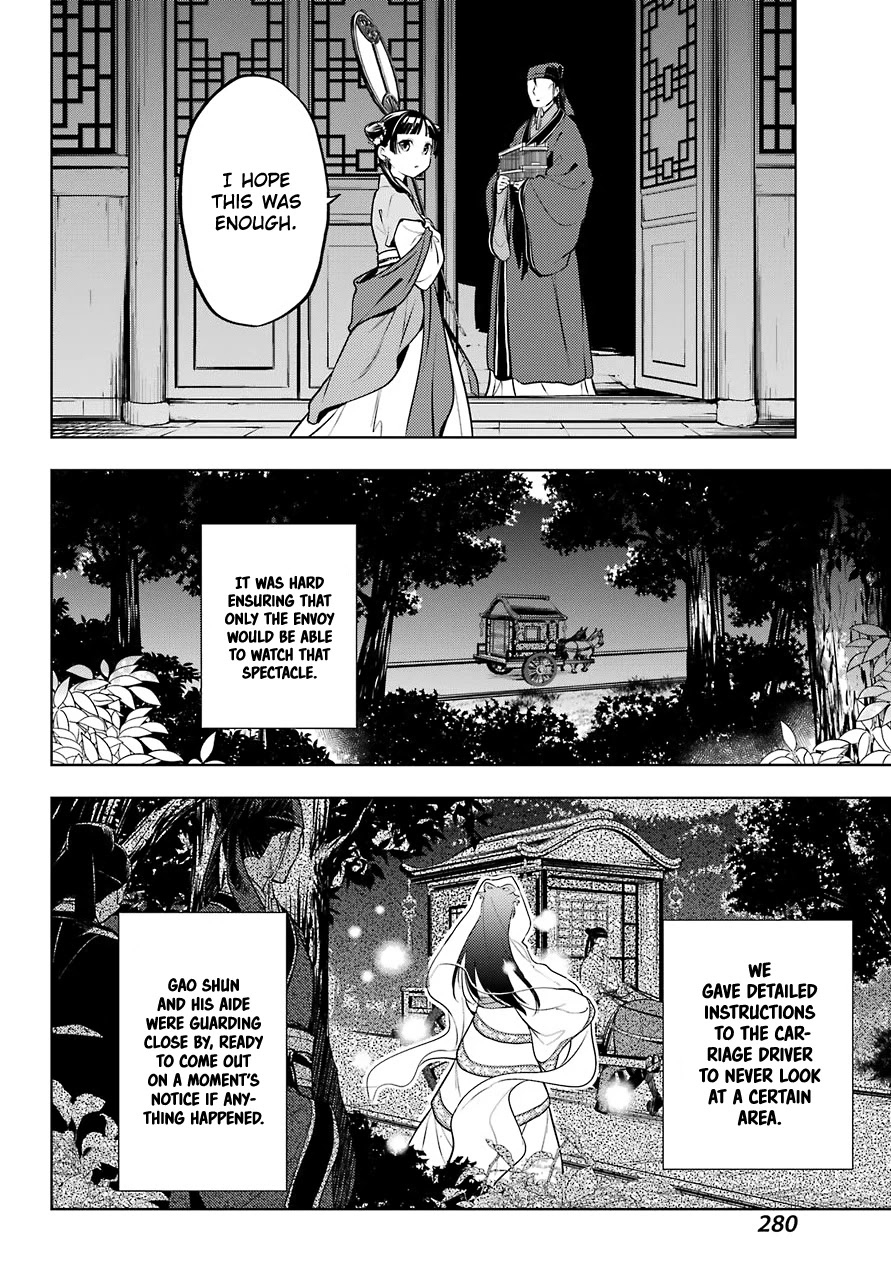 I HOPE
THIS WAS
ENOUGH.
IT WAS HARD
ENSURING THAT
ONLY THE ENVOY
WOULD BE ABLE
TO WATCH THAT
SPECTACLE.
WE
GAVE DETAILED
INSTRUCTIONS
TO THE CAR-
RIAGE DRIVER
TO NEVER LOOK
AT A CERTAIN
AREA.
GAO SHUN
AND HIS AIDE
WERE GUARDING
CLOSE BY, READY
TO COME OUT
ON A MOMENT'S
NOTICE IF ANY-
THING HAPPENED.
280